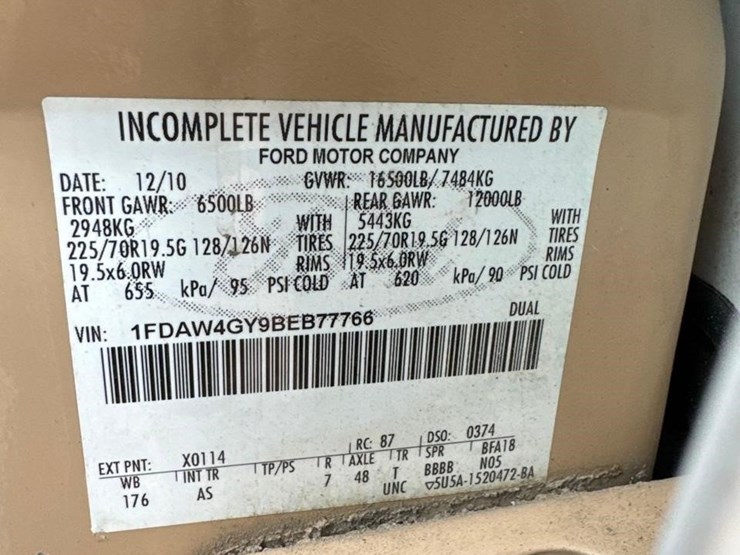 INCOMPLETE VEHICLE MANUFACTURED BY
FORD MOTOR COMPANY
DATE: 12/10 GVWR: 16500LB/ 7484KG
FRONT GAWR: 6500LB REAR GAWR: 12000LB
2948KG WITH 5443KG WITH
225/70R19.5G 128/126N TIRES 225/70R19.5G 128/126N TIRES
19.5x6.0RW RIMS 19.5x6.0RW RIMS
AT 655 kPa/ 95 PSI COLD AT 620 kPa/ 90 PSI COLD
VIN: 1FDAW4GY9BEB77766 DUAL
EXT PNT: X0114 RC: 87 DSO: 0374
WB INT TR TP/PS R AXLE TR SPR BFA18
176 AS 7 48 T BBBB N05
UNC ▽5U5A-1520472-BA